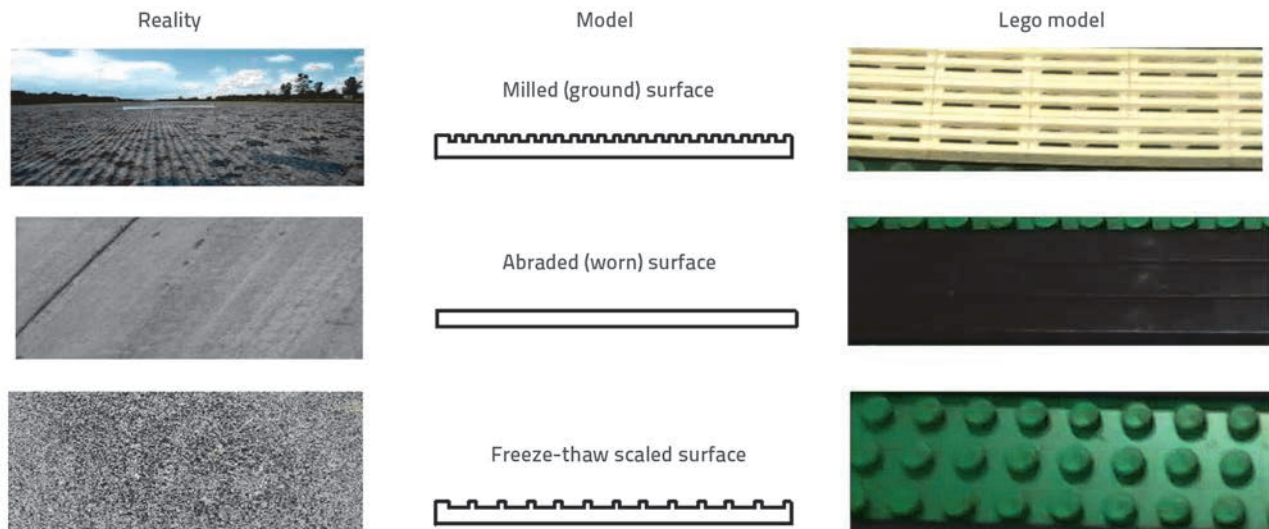 Reality
Model
Lego model
Milled (ground) surface
Abraded (worn) surface
Freeze-thaw scaled surface